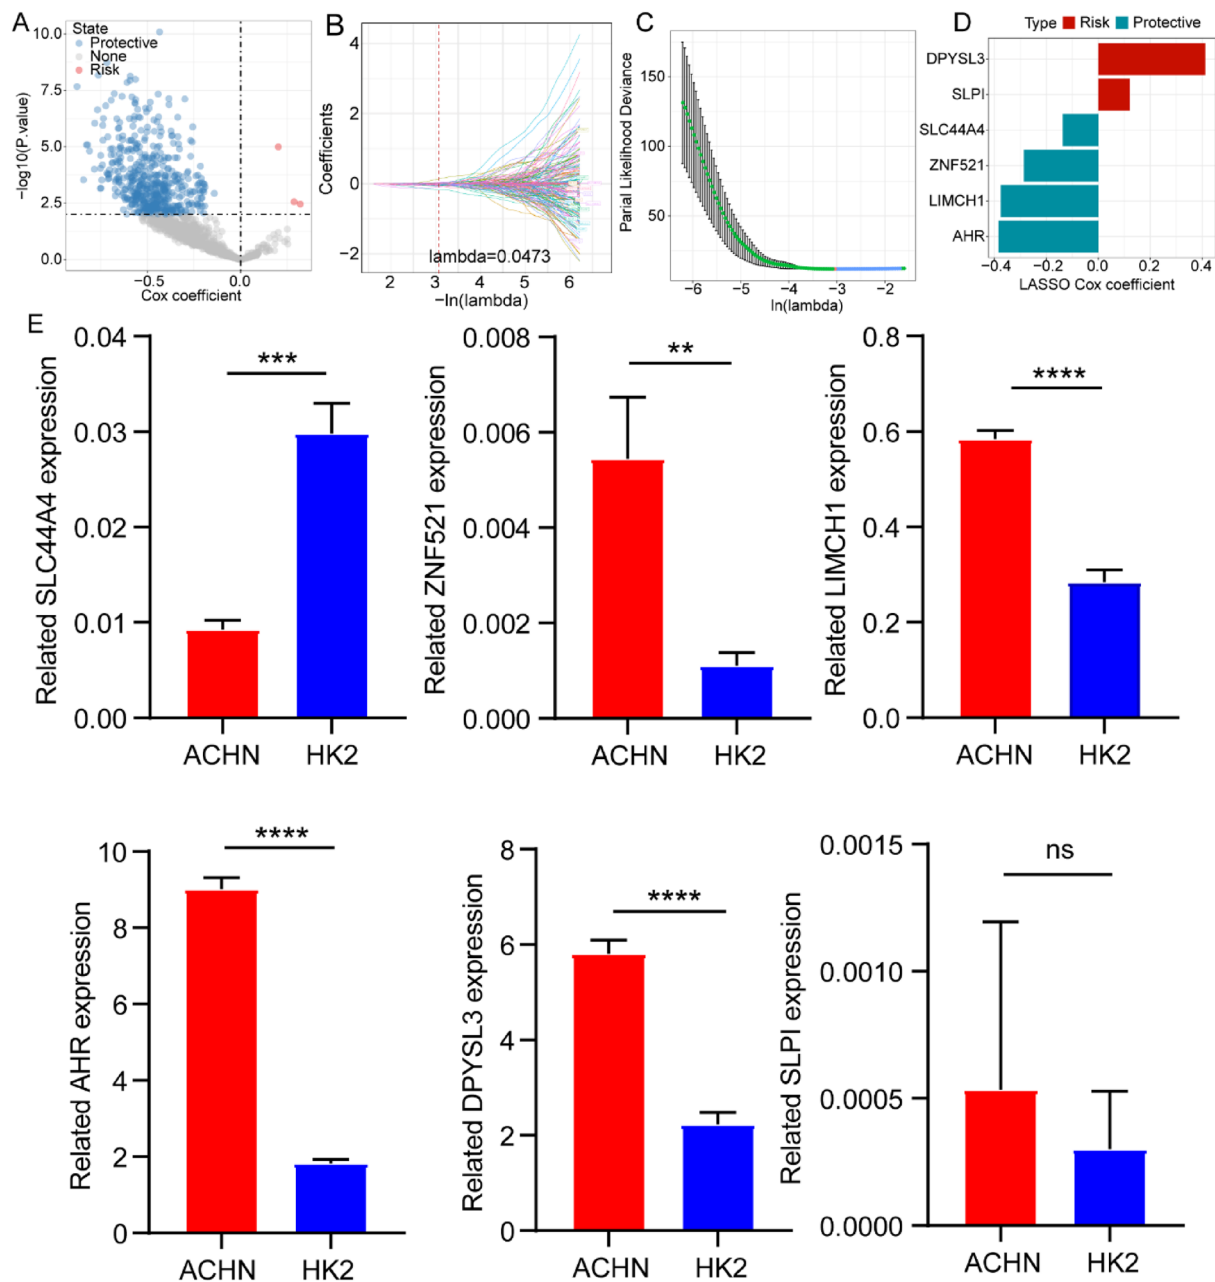 A
State
Protective
None
Risk
10.0
7.5
5.0
2.5
0.0
−log10(P.value)
−0.5
0.0
Cox coefficient
B
4
2
0
−2
Coefficients
lambda=0.0473
2
3
4
5
6
−ln(lambda)
C
150
100
50
Parial Likelihood Deviance
−6
−5
−4
−3
−2
ln(lambda)
D
Type Risk Protective
DPYSL3
SLPI
SLC44A4
ZNF521
LIMCH1
AHR
−0.4
−0.2
0.0
0.2
0.4
LASSO Cox coefficient
E
Related SLC44A4 expression
0.04
0.03
0.02
0.01
0.00
***
ACHN
HK2
Related ZNF521 expression
0.008
0.006
0.004
0.002
0.000
**
ACHN
HK2
Related LIMCH1 expression
0.8
0.6
0.4
0.2
0.0
****
ACHN
HK2
Related AHR expression
10
8
6
4
2
0
****
ACHN
HK2
Related DPYSL3 expression
8
6
4
2
0
****
ACHN
HK2
Related SLPI expression
0.0015
0.0010
0.0005
0.0000
ns
ACHN
HK2